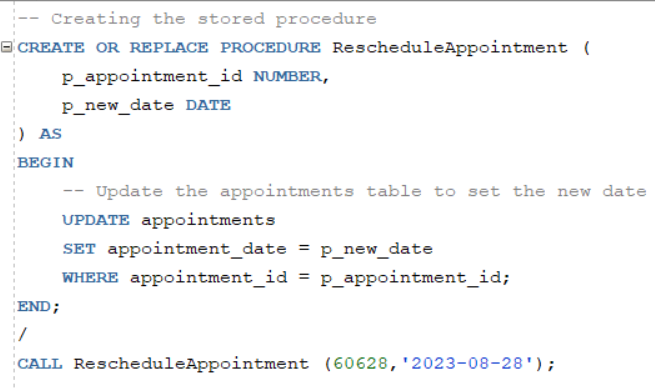 -- Creating the stored procedure
CREATE OR REPLACE PROCEDURE RescheduleAppointment (
    p_appointment_id NUMBER,
    p_new_date DATE
) AS
BEGIN
    -- Update the appointments table to set the new date
    UPDATE appointments
    SET appointment_date = p_new_date
    WHERE appointment_id = p_appointment_id;
END;
/
CALL RescheduleAppointment (60628,'2023-08-28');